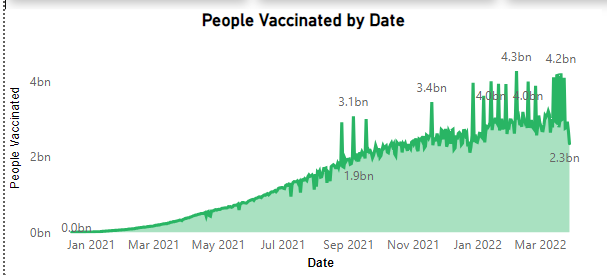 People Vaccinated by Date
People Vaccinated
4bn
2bn
0bn
0.0bn
3.1bn
1.9bn
3.4bn
4.0bn
4.3bn
4.0bn
4.2bn
2.3bn
Jan 2021 Mar 2021 May 2021 Jul 2021 Sep 2021 Nov 2021 Jan 2022 Mar 2022
Date